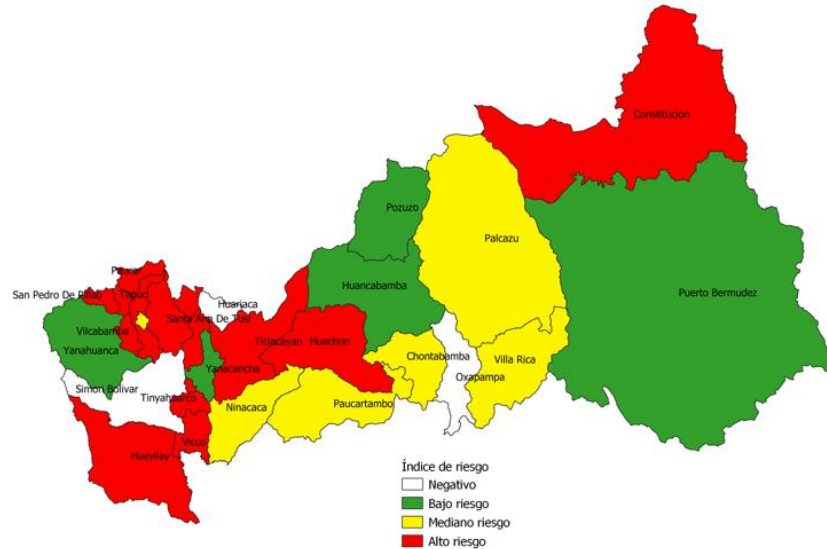 Constitucion
Pozuzo
Palcazu
Huancabamba
Puerto Bermudez
Paucar
San Pedro De Pillao
Tapuc
Huariaca
Santa Ana De Tusi
Vilcabamba
Yanahuanca
Ticlacayan
Huachon
Chontabamba
Villa Rica
Yanacancha
Oxapampa
Simon Bolivar
Tinyahuarco
Ninacaca
Paucartambo
Vicco
Huayllay
Índice de riesgo
Negativo
Bajo riesgo
Mediano riesgo
Alto riesgo